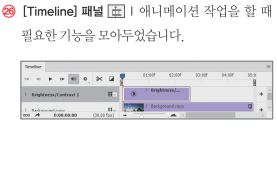 26 [Timeline] 패널 | 애니메이션 작업을 할 때
필요한 기능을 모아두었습니다.
Timeline
01:00f 02:00f 03:00f 04:00f 05:0
Brightness/Contrast 1 Brightness/...
Background copy Background copy
0:00:00:00 (30.00 fps)